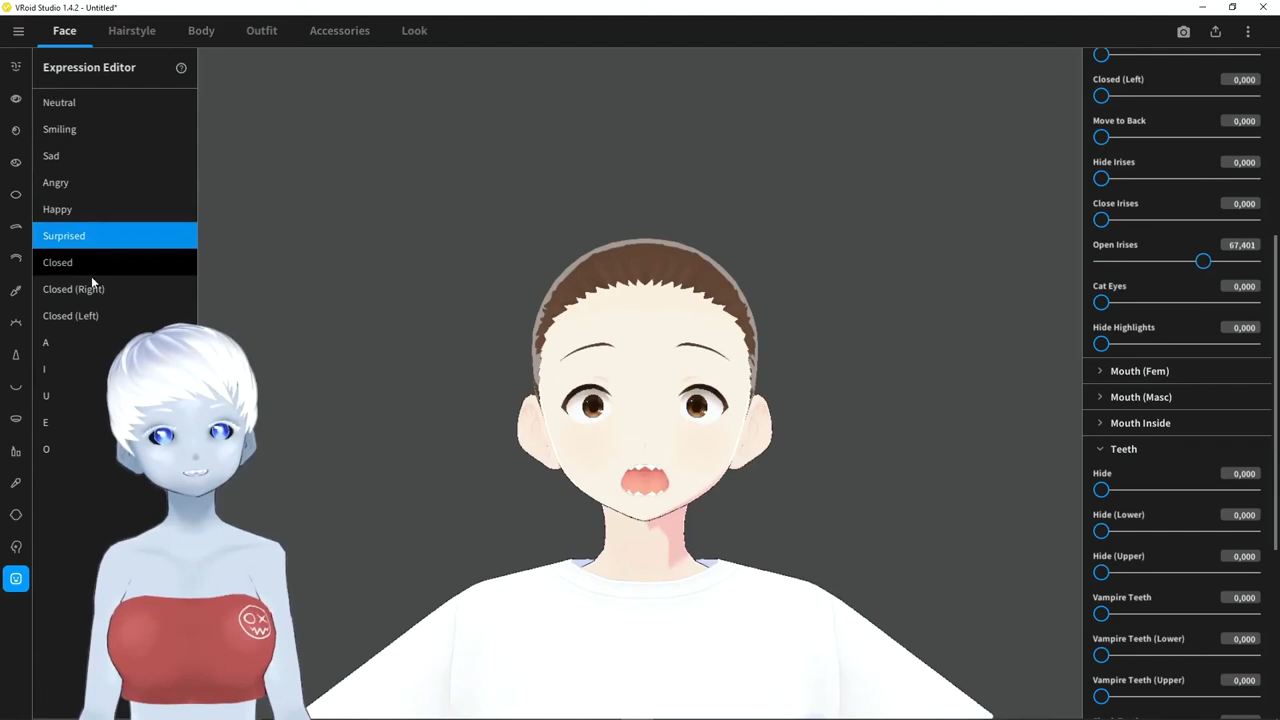 VRoid Studio 1.4.2 - Untitled*
Face Hairstyle Body Outfit Accessories Look
Expression Editor
Neutral
Smiling
Sad
Angry
Happy
Surprised
Closed
Closed (Right)
Closed (Left)
A
I
U
E
O
Closed (Left) 0,000
Move to Back 0,000
Hide Irises 0,000
Close Irises 0,000
Open Irises 67,401
Cat Eyes 0,000
Hide Highlights 0,000
Mouth (Fem)
Mouth (Masc)
Mouth Inside
Teeth
Hide 0,000
Hide (Lower) 0,000
Hide (Upper) 0,000
Vampire Teeth 0,000
Vampire Teeth (Lower) 0,000
Vampire Teeth (Upper) 0,000